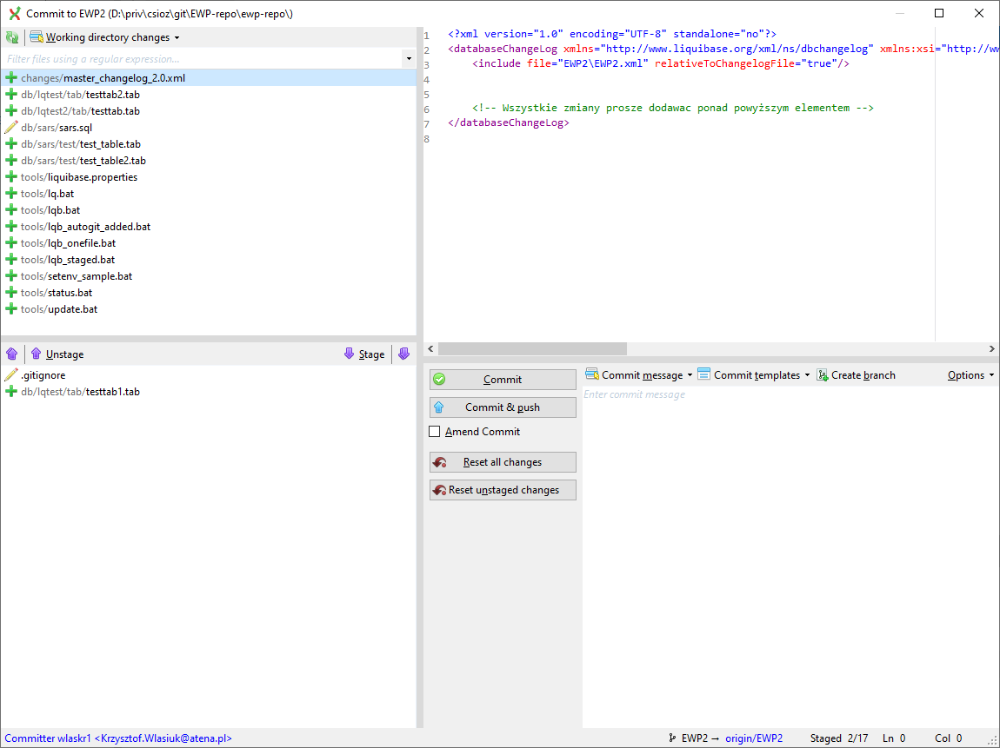 Commit to EWP2 (D:\priv\csioz\git\EWP-repo\ewp-repo\)
Working directory changes
Filter files using a regular expression...
changes/master_changelog_2.0.xml
db/lqtest/tab/testtab2.tab
db/lqtest2/tab/testtab.tab
db/sars/sars.sql
db/sars/test/test_table.tab
db/sars/test/test_table2.tab
tools/liquibase.properties
tools/lq.bat
tools/lqb.bat
tools/lqb_autogit_added.bat
tools/lqb_onefile.bat
tools/lqb_staged.bat
tools/setenv_sample.bat
tools/status.bat
tools/update.bat
Unstage
Stage
.gitignore
db/lqtest/tab/testtab1.tab
1 <?xml version="1.0" encoding="UTF-8" standalone="no"?>
2 <databaseChangeLog xmlns="http://www.liquibase.org/xml/ns/dbchangelog" xmlns:xsi="http://ww
3 <include file="EWP2\EWP2.xml" relativeToChangelogFile="true"/>
4
5
6 <!-- Wszystkie zmiany prosze dodawac ponad powyższym elementem -->
7 </databaseChangeLog>
8
Commit
Commit & push
Amend Commit
Reset all changes
Reset unstaged changes
Commit message
Commit templates
Create branch
Options
Enter commit message
Committer wlaskr1 <Krzysztof.Wlasiuk@atena.pl>
EWP2 → origin/EWP2
Staged 2/17
Ln 0
Col 0